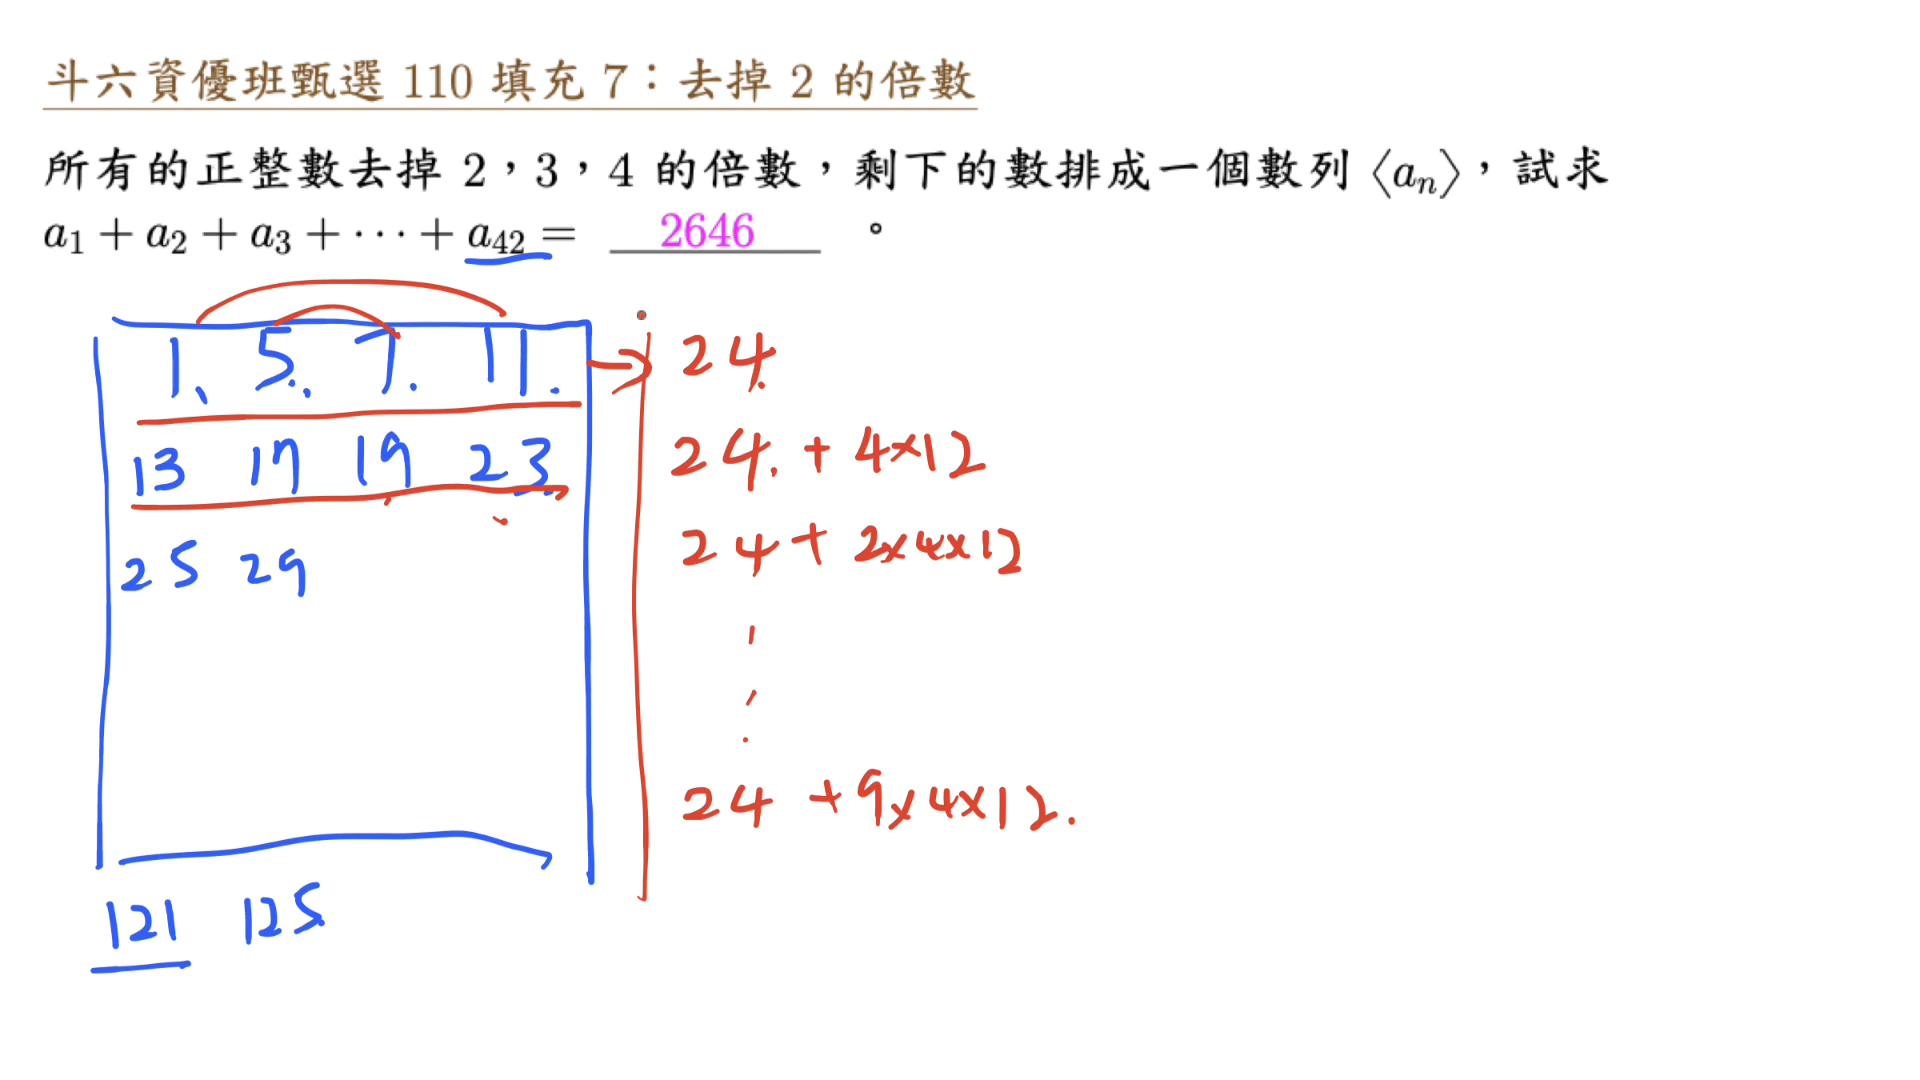 斗六資優班甄選 110 填充 7：去掉 2 的倍數
所有的正整數去掉 2，3，4 的倍數，剩下的數排成一個數列 ⟨aₙ⟩，試求
a₁ + a₂ + a₃ + ⋯ + a₄₂ = 2646 。
1、5.、7.11. → 24.
13 17 19 23 24. + 4×12
25 29 24 + 2×4×12
24 + 9×4×12.
121 125